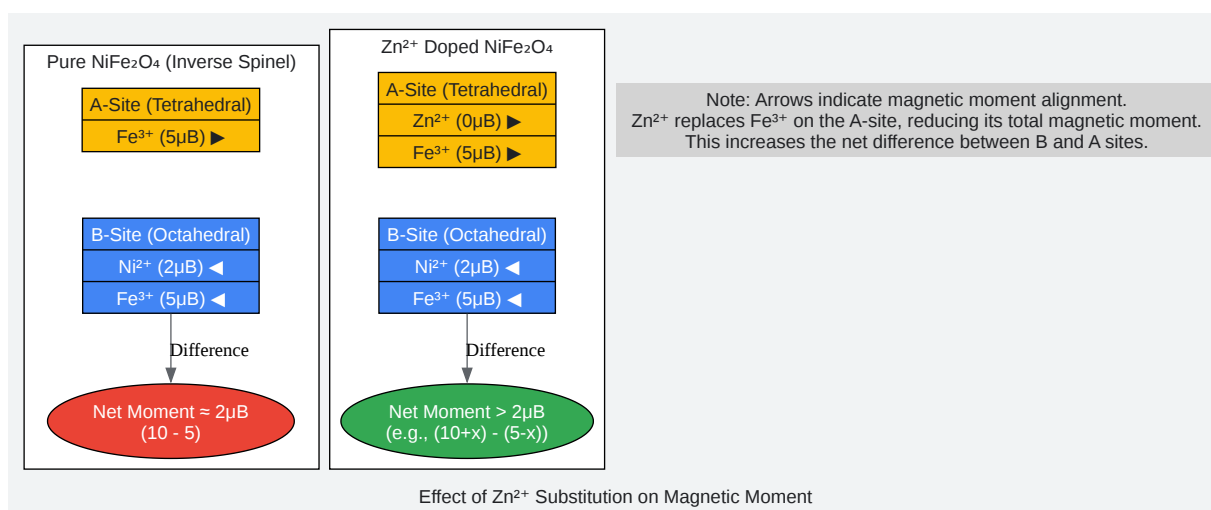 Pure NiFe₂O₄ (Inverse Spinel)
A-Site (Tetrahedral)
Fe³⁺ (5μB) ▶
B-Site (Octahedral)
Ni²⁺ (2μB) ◀
Fe³⁺ (5μB) ◀
Difference
Net Moment ≈ 2μB
(10 - 5)
Zn²⁺ Doped NiFe₂O₄
A-Site (Tetrahedral)
Zn²⁺ (0μB) ▶
Fe³⁺ (5μB) ▶
B-Site (Octahedral)
Ni²⁺ (2μB) ◀
Fe³⁺ (5μB) ◀
Difference
Net Moment > 2μB
(e.g., (10+x) - (5-x))
Note: Arrows indicate magnetic moment alignment.
Zn²⁺ replaces Fe³⁺ on the A-site, reducing its total magnetic moment.
This increases the net difference between B and A sites.
Effect of Zn²⁺ Substitution on Magnetic Moment